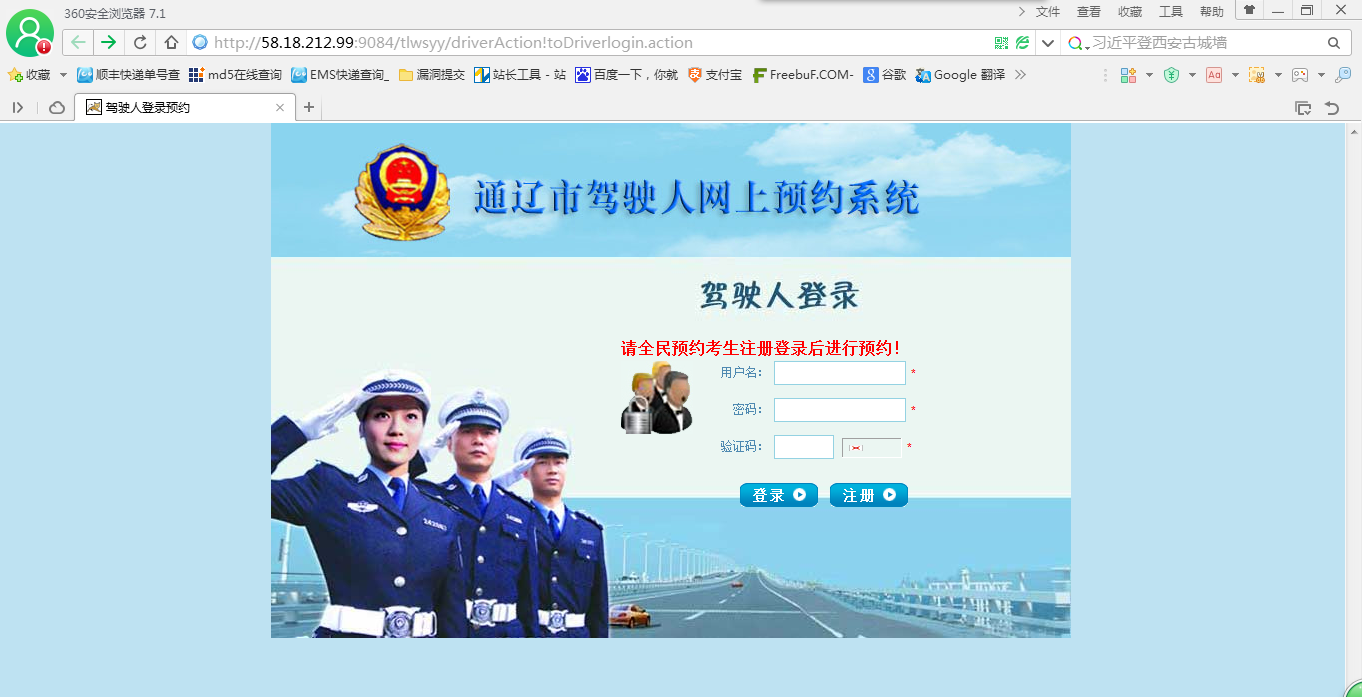 360安全浏览器 7.1
文件 查看 收藏 工具 帮助
http://58.18.212.99:9084/tlwsyy/driverAction!toDriverlogin.action
习近平登西安古城墙
收藏 顺丰快递单号查 md5在线查询 EMS快递查询_ 漏洞提交 站长工具 - 站 百度一下，你就 支付宝 FreebuF.COM- 谷歌 Google 翻译
驾驶人登录预约
通辽市驾驶人网上预约系统
驾驶人登录
请全民预约考生注册登录后进行预约！
用户名： *
密码： *
验证码： *
登录 注册